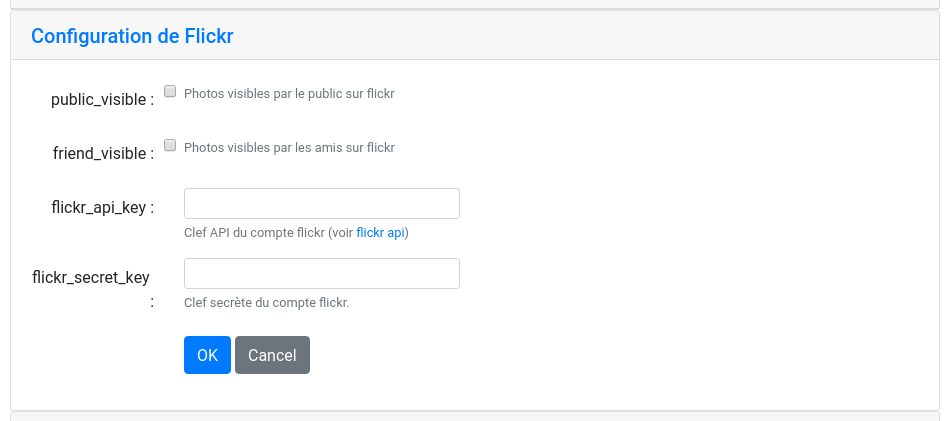 Configuration de Flickr
public_visible :
Photos visibles par le public sur flickr
friend_visible :
Photos visibles par les amis sur flickr
flickr_api_key :
Clef API du compte flickr (voir flickr api)
flickr_secret_key
:
Clef secrète du compte flickr.
OK Cancel